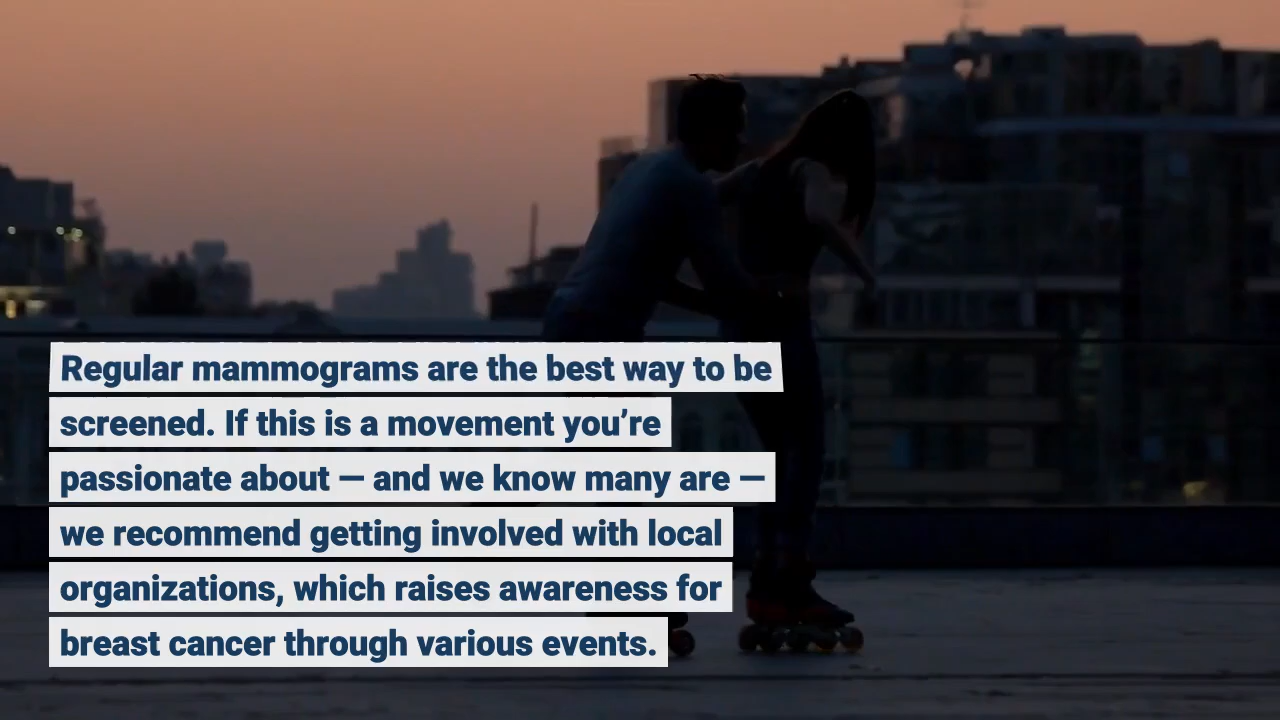 Regular mammograms are the best way to be
screened. If this is a movement you’re
passionate about — and we know many are —
we recommend getting involved with local
organizations, which raises awareness for
breast cancer through various events.